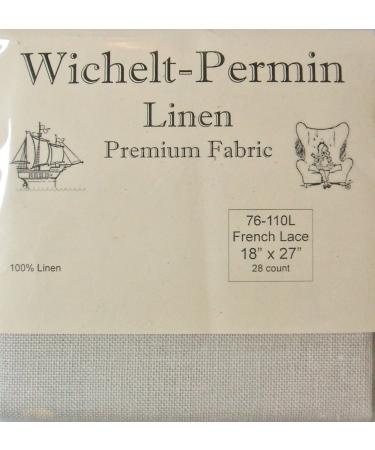 Wichelt-Permin
Linen
Premium Fabric
76-110L
French Lace
18" x 27"
28 count
100% Linen